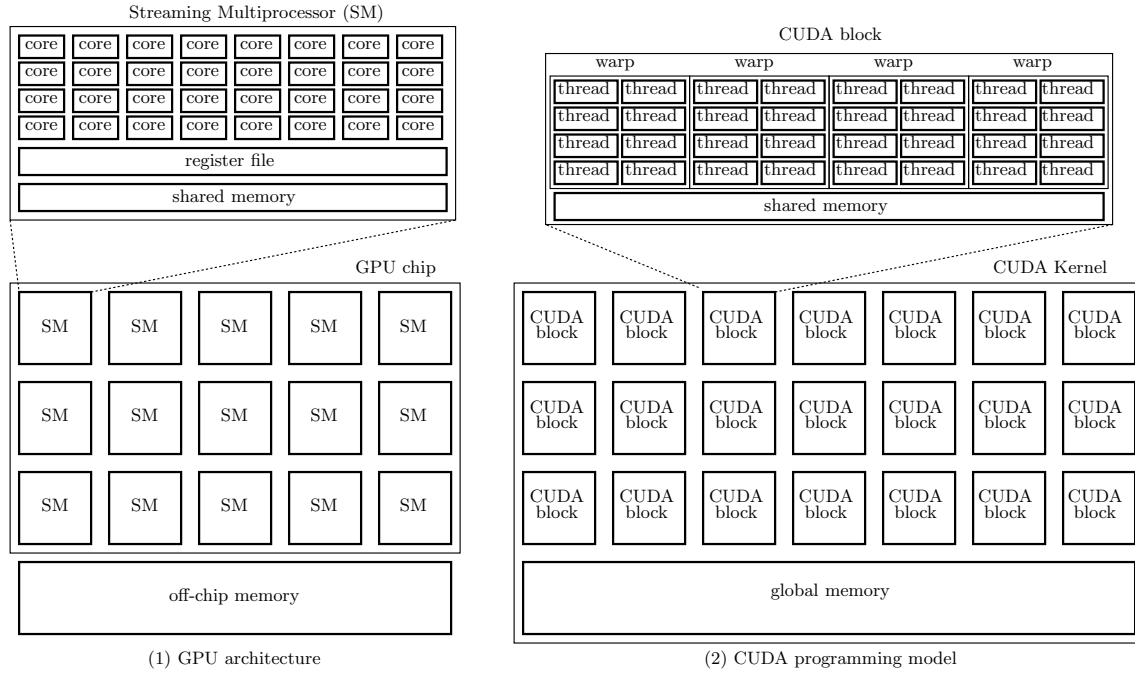 Streaming Multiprocessor (SM)
core core core core core core core core
core core core core core core core core
core core core core core core core core
core core core core core core core core
register file
shared memory
GPU chip
SM SM SM SM SM
SM SM SM SM SM
SM SM SM SM SM
off-chip memory
(1) GPU architecture
CUDA block
warp warp warp warp
thread thread thread thread thread thread thread thread
thread thread thread thread thread thread thread thread
thread thread thread thread thread thread thread thread
thread thread thread thread thread thread thread thread
shared memory
CUDA Kernel
CUDA CUDA CUDA CUDA CUDA CUDA CUDA
block block block block block block block
CUDA CUDA CUDA CUDA CUDA CUDA CUDA
block block block block block block block
CUDA CUDA CUDA CUDA CUDA CUDA CUDA
block block block block block block block
global memory
(2) CUDA programming model